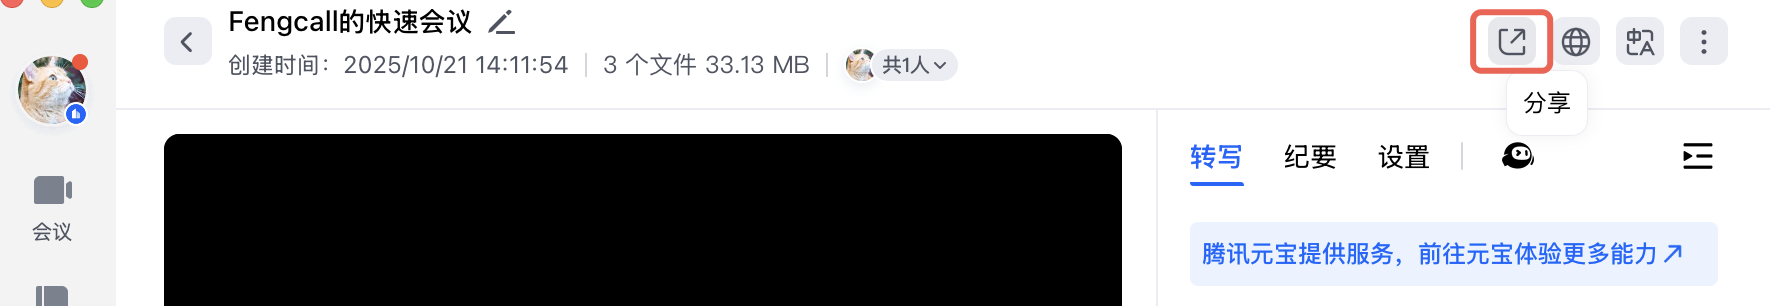 Fengcall的快速会议
创建时间：2025/10/21 14:11:54 3 个文件 33.13 MB 共1人
分享
会议
转写 纪要 设置
腾讯元宝提供服务，前往元宝体验更多能力